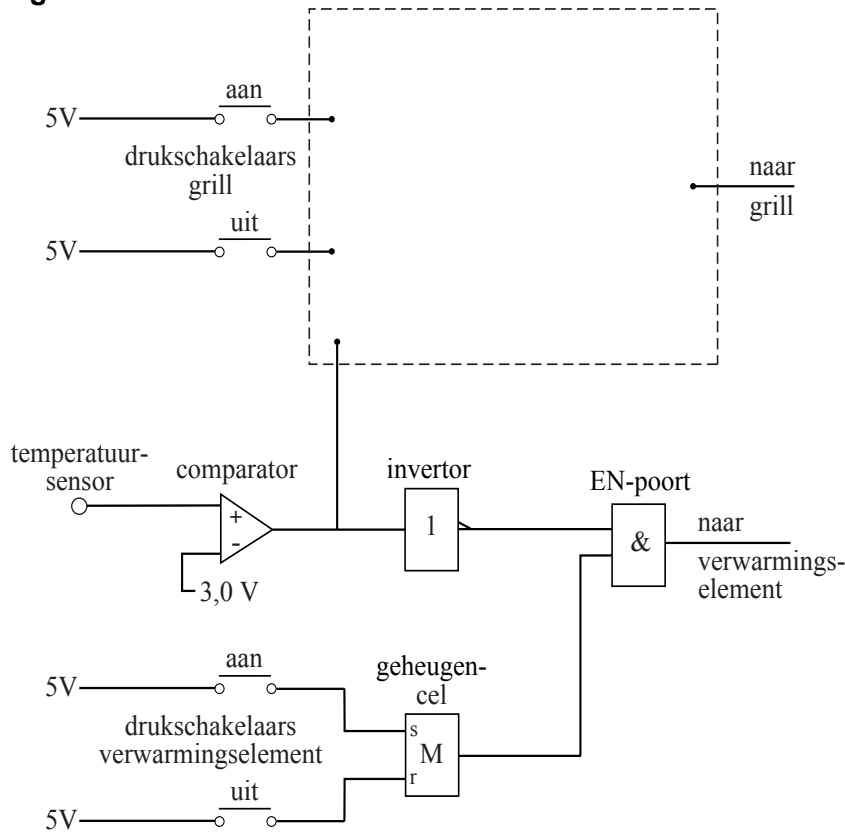 aan
5V
drukschakelaars
grill
uit
5V
naar
grill
temperatuur-
sensor
comparator
+
-
3,0 V
invertor
1
EN-poort
&
naar
verwarmings-
element
aan
5V
drukschakelaars
verwarmingselement
uit
5V
geheugen-
cel
s
M
r